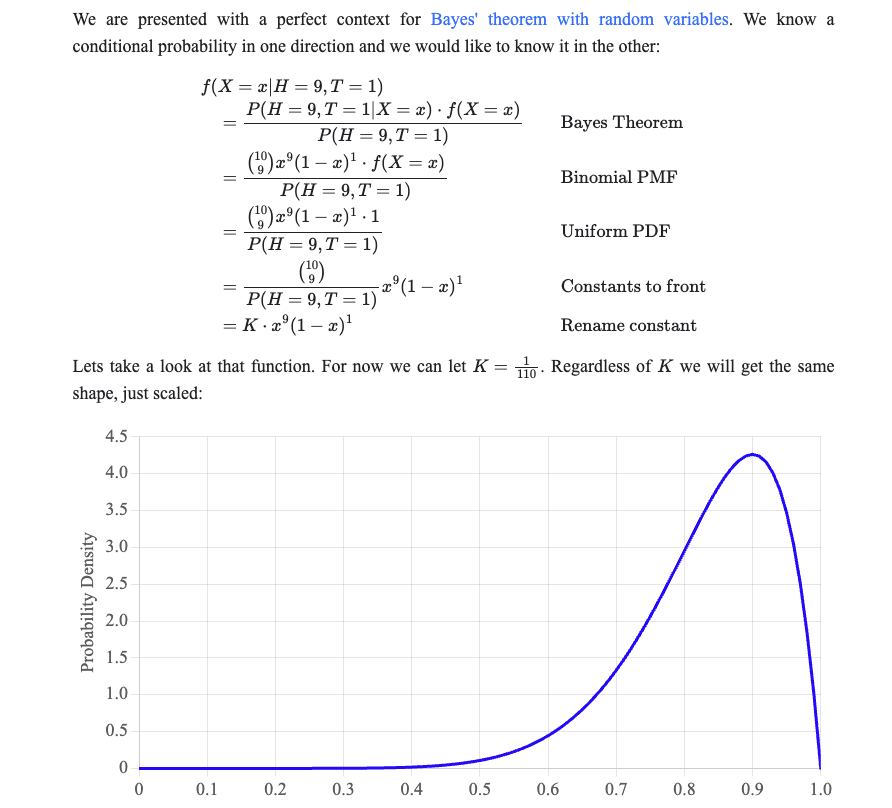 We are presented with a perfect context for Bayes' theorem with random variables. We know a
conditional probability in one direction and we would like to know it in the other:
f(X = x|H = 9, T = 1)
= \frac{P(H = 9, T = 1|X = x) · f(X = x)}{P(H = 9, T = 1)} Bayes Theorem
= \frac{\binom{10}{9}x^9(1 − x)^1 · f(X = x)}{P(H = 9, T = 1)} Binomial PMF
= \frac{\binom{10}{9}x^9(1 − x)^1 · 1}{P(H = 9, T = 1)} Uniform PDF
= \frac{\binom{10}{9}}{P(H = 9, T = 1)} x^9(1 − x)^1 Constants to front
= K · x^9(1 − x)^1 Rename constant
Lets take a look at that function. For now we can let K = \frac{1}{110}. Regardless of K we will get the same
shape, just scaled:
4.5
4.0
3.5
3.0
2.5
2.0
1.5
1.0
0.5
0
Probability Density
0 0.1 0.2 0.3 0.4 0.5 0.6 0.7 0.8 0.9 1.0